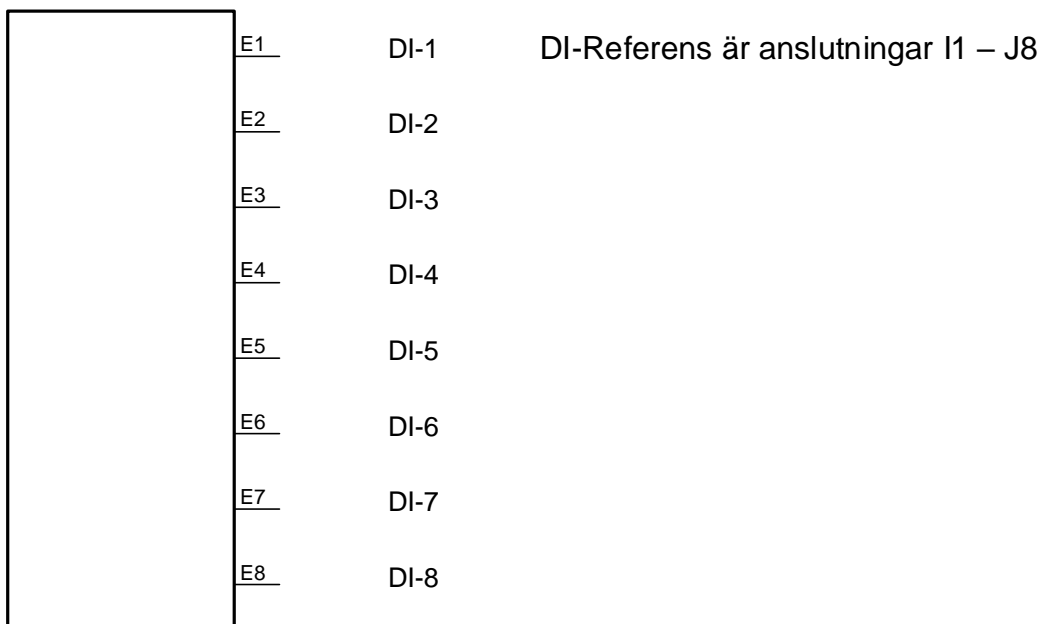 E1 DI-1 DI-Referens är anslutningar I1 – J8
E2 DI-2
E3 DI-3
E4 DI-4
E5 DI-5
E6 DI-6
E7 DI-7
E8 DI-8